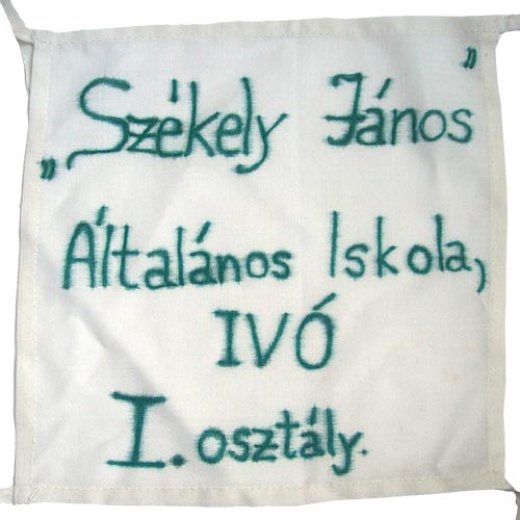 „Székely János”
Általános Iskola,
IVÓ
I. osztály.